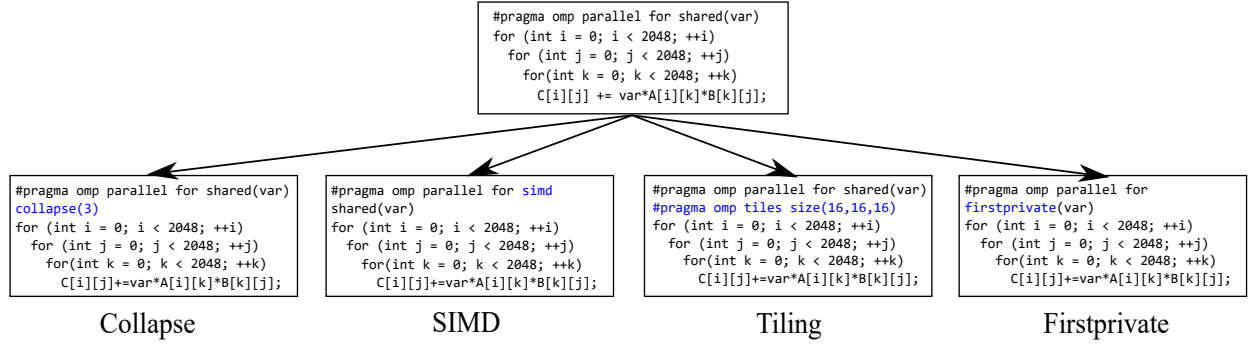 #pragma omp parallel for shared(var)
for (int i = 0; i < 2048; ++i)
for (int j = 0; j < 2048; ++j)
for(int k = 0; k < 2048; ++k)
C[i][j] += var*A[i][k]*B[k][j];
#pragma omp parallel for shared(var)
collapse(3)
for (int i = 0; i < 2048; ++i)
for (int j = 0; j < 2048; ++j)
for(int k = 0; k < 2048; ++k)
C[i][j]+=var*A[i][k]*B[k][j];
Collapse
#pragma omp parallel for simd
shared(var)
for (int i = 0; i < 2048; ++i)
for (int j = 0; j < 2048; ++j)
for(int k = 0; k < 2048; ++k)
C[i][j]+=var*A[i][k]*B[k][j];
SIMD
#pragma omp parallel for shared(var)
#pragma omp tiles size(16,16,16)
for (int i = 0; i < 2048; ++i)
for (int j = 0; j < 2048; ++j)
for(int k = 0; k < 2048; ++k)
C[i][j]+=var*A[i][k]*B[k][j];
Tiling
#pragma omp parallel for
firstprivate(var)
for (int i = 0; i < 2048; ++i)
for (int j = 0; j < 2048; ++j)
for(int k = 0; k < 2048; ++k)
C[i][j]+=var*A[i][k]*B[k][j];
Firstprivate